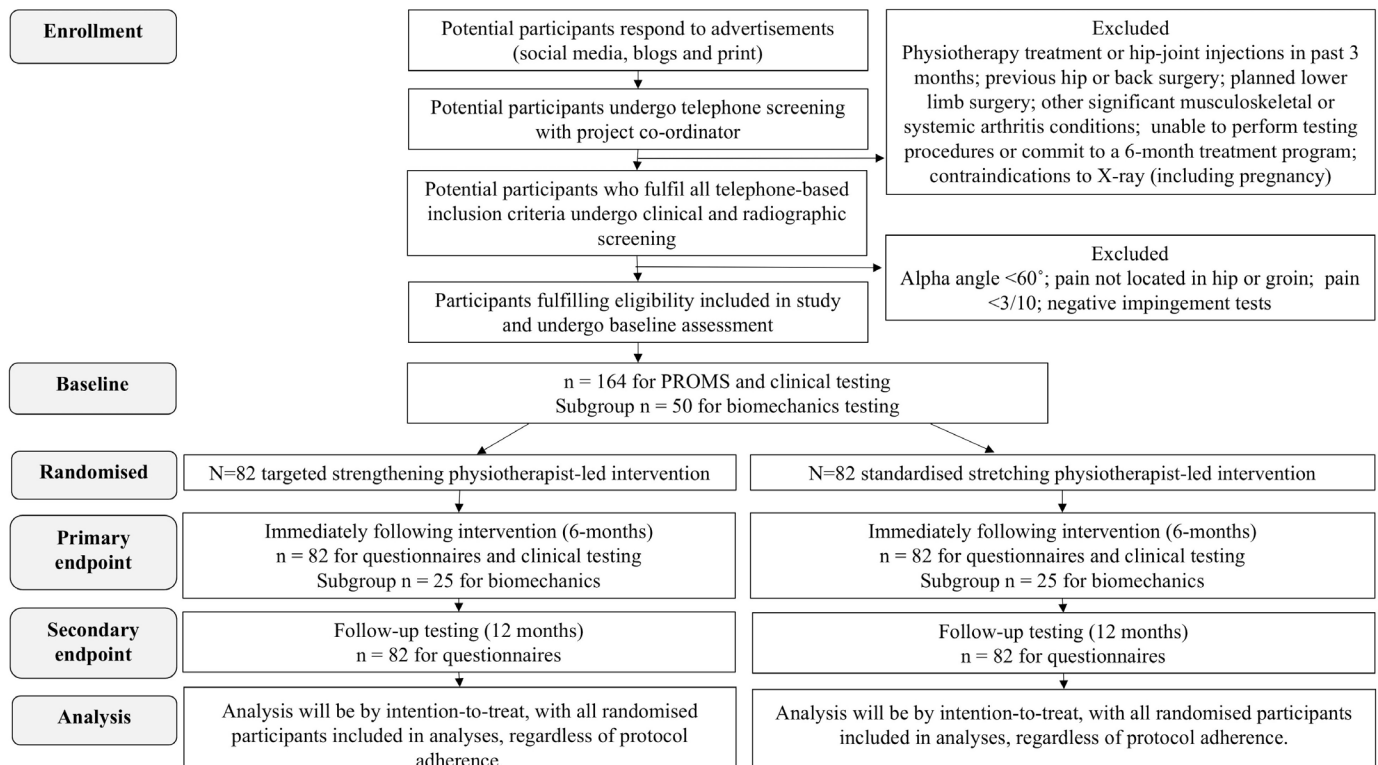 Enrollment
Potential participants respond to advertisements
(social media, blogs and print)
Potential participants undergo telephone screening
with project co-ordinator
Excluded
Physiotherapy treatment or hip-joint injections in past 3
months; previous hip or back surgery; planned lower
limb surgery; other significant musculoskeletal or
systemic arthritis conditions;  unable to perform testing
procedures or commit to a 6-month treatment program;
contraindications to X-ray (including pregnancy)
Potential participants who fulfil all telephone-based
inclusion criteria undergo clinical and radiographic
screening
Excluded
Alpha angle <60˚; pain not located in hip or groin;  pain
<3/10; negative impingement tests
Participants fulfilling eligibility included in study
and undergo baseline assessment
Baseline
n = 164 for PROMS and clinical testing
Subgroup n = 50 for biomechanics testing
Randomised
N=82 targeted strengthening physiotherapist-led intervention
N=82 standardised stretching physiotherapist-led intervention
Primary
endpoint
Immediately following intervention (6-months)
n = 82 for questionnaires and clinical testing
Subgroup n = 25 for biomechanics
Immediately following intervention (6-months)
n = 82 for questionnaires and clinical testing
Subgroup n = 25 for biomechanics
Secondary
endpoint
Follow-up testing (12 months)
n = 82 for questionnaires
Follow-up testing (12 months)
n = 82 for questionnaires
Analysis
Analysis will be by intention-to-treat, with all randomised
participants included in analyses, regardless of protocol
adherence
Analysis will be by intention-to-treat, with all randomised participants
included in analyses, regardless of protocol adherence.